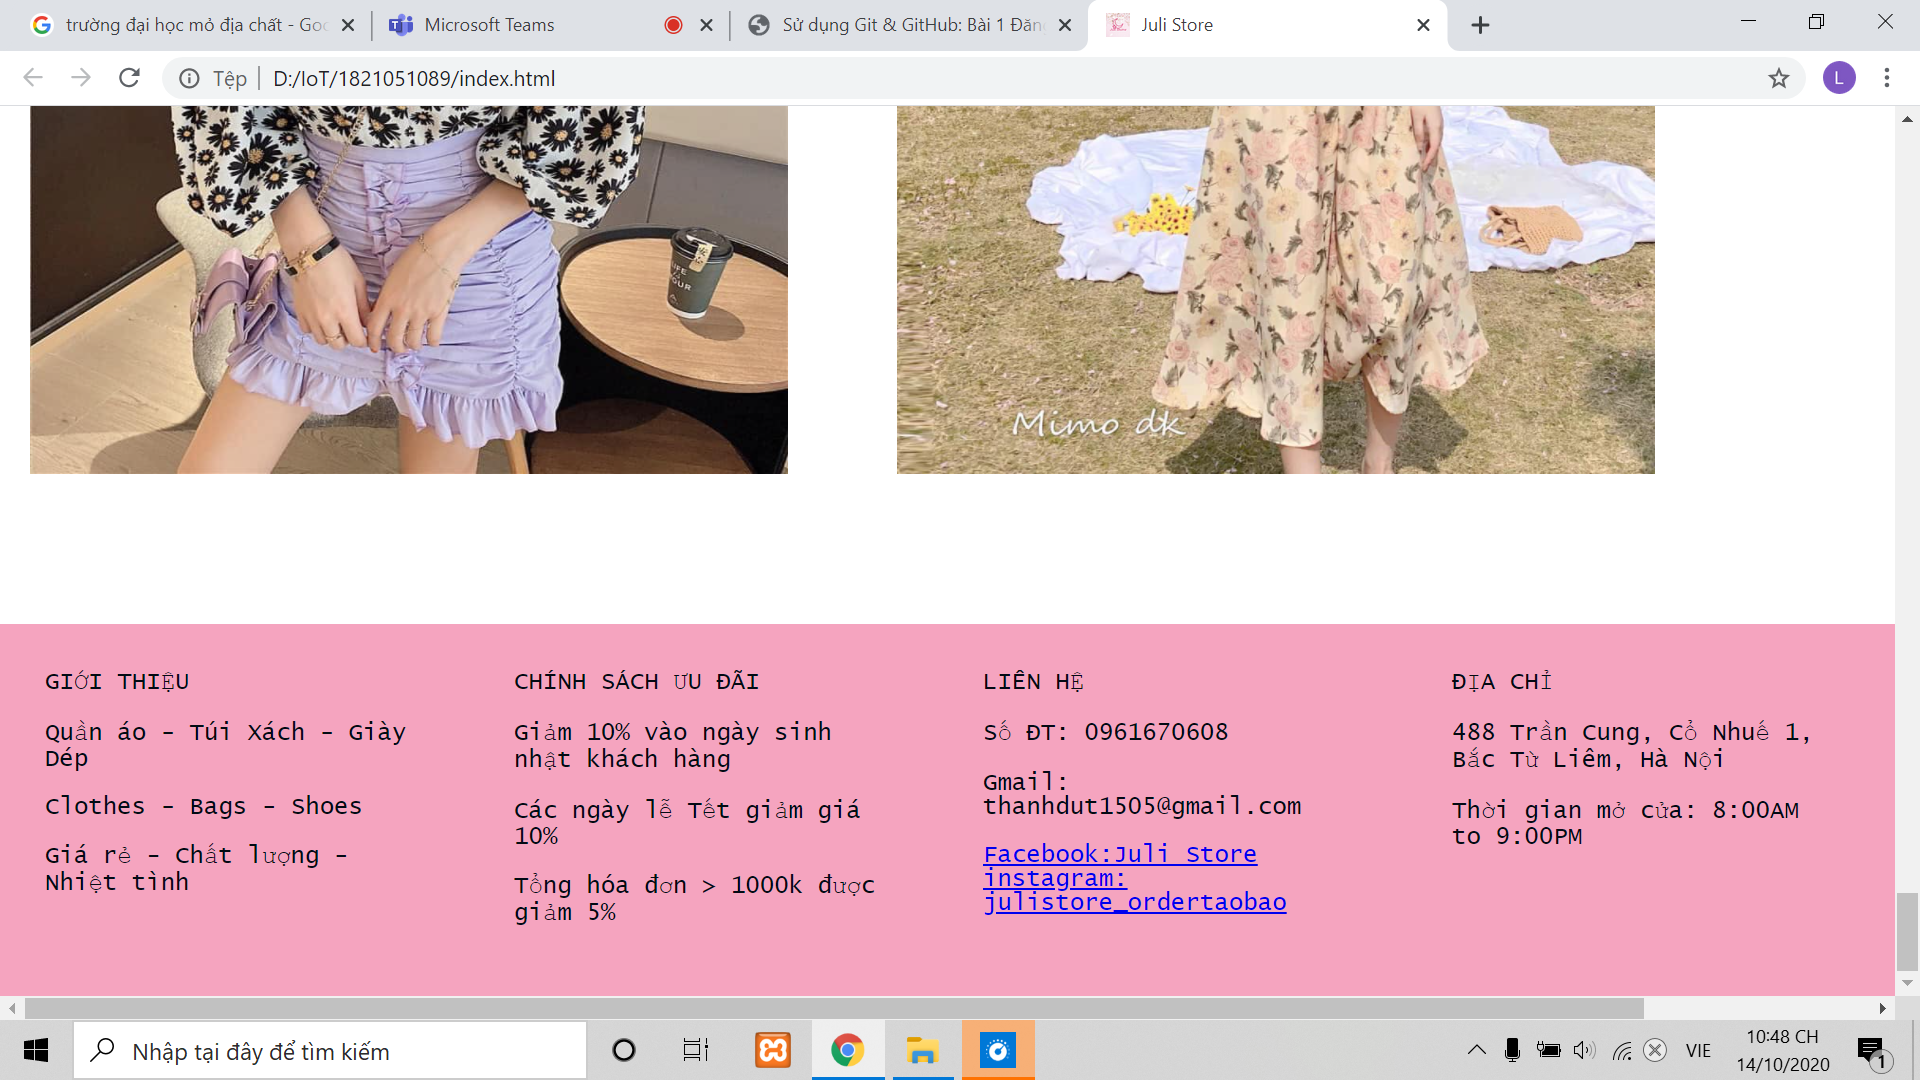 trường đại học mỏ địa chất - Goo
Microsoft Teams
Sử dụng Git & GitHub: Bài 1 Đăng
Juli Store
Tệp
D:/IoT/1821051089/index.html
L
LIFE
OUR
Mimo dk
GIỚI THIỆU
Quần áo - Túi Xách - Giày
Dép
Clothes - Bags - Shoes
Giá rẻ - Chất lượng -
Nhiệt tình
CHÍNH SÁCH ƯU ĐÃI
Giảm 10% vào ngày sinh
nhật khách hàng
Các ngày lễ Tết giảm giá
10%
Tổng hóa đơn > 1000k được
giảm 5%
LIÊN HỆ
Số ĐT: 0961670608
Gmail:
thanhdut1505@gmail.com
Facebook:Juli Store
instagram:
julistore_ordertaobao
ĐỊA CHỈ
488 Trần Cung, Cổ Nhuế 1,
Bắc Từ Liêm, Hà Nội
Thời gian mở cửa: 8:00AM
to 9:00PM
Nhập tại đây để tìm kiếm
VIE
10:48 CH
14/10/2020
1